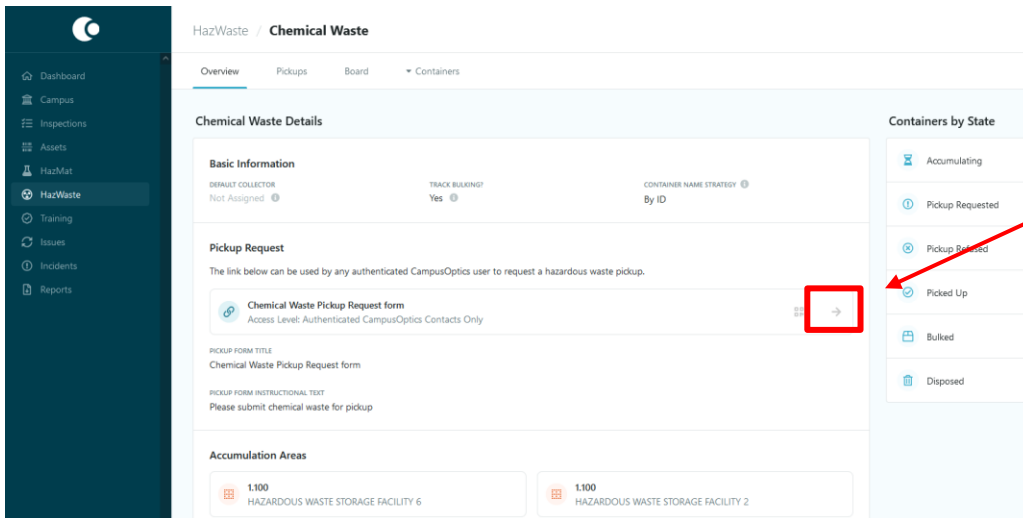 HazWaste / Chemical Waste
Dashboard
Campus
Inspections
Assets
HazMat
HazWaste
Training
Issues
Incidents
Reports
Overview Pickups Board Containers
Chemical Waste Details
Basic Information
DEFAULT COLLECTOR TRACK BULKING? CONTAINER NAME STRATEGY
Not Assigned Yes By ID
Pickup Request
The link below can be used by any authenticated CampusOptics user to request a hazardous waste pickup.
Chemical Waste Pickup Request form
Access Level: Authenticated CampusOptics Contacts Only
PICKUP FORM TITLE
Chemical Waste Pickup Request form
PICKUP FORM INSTRUCTIONAL TEXT
Please submit chemical waste for pickup
Accumulation Areas
1.100
HAZARDOUS WASTE STORAGE FACILITY 6
1.100
HAZARDOUS WASTE STORAGE FACILITY 2
Containers by State
Accumulating
Pickup Requested
Pickup Refused
Picked Up
Bulked
Disposed